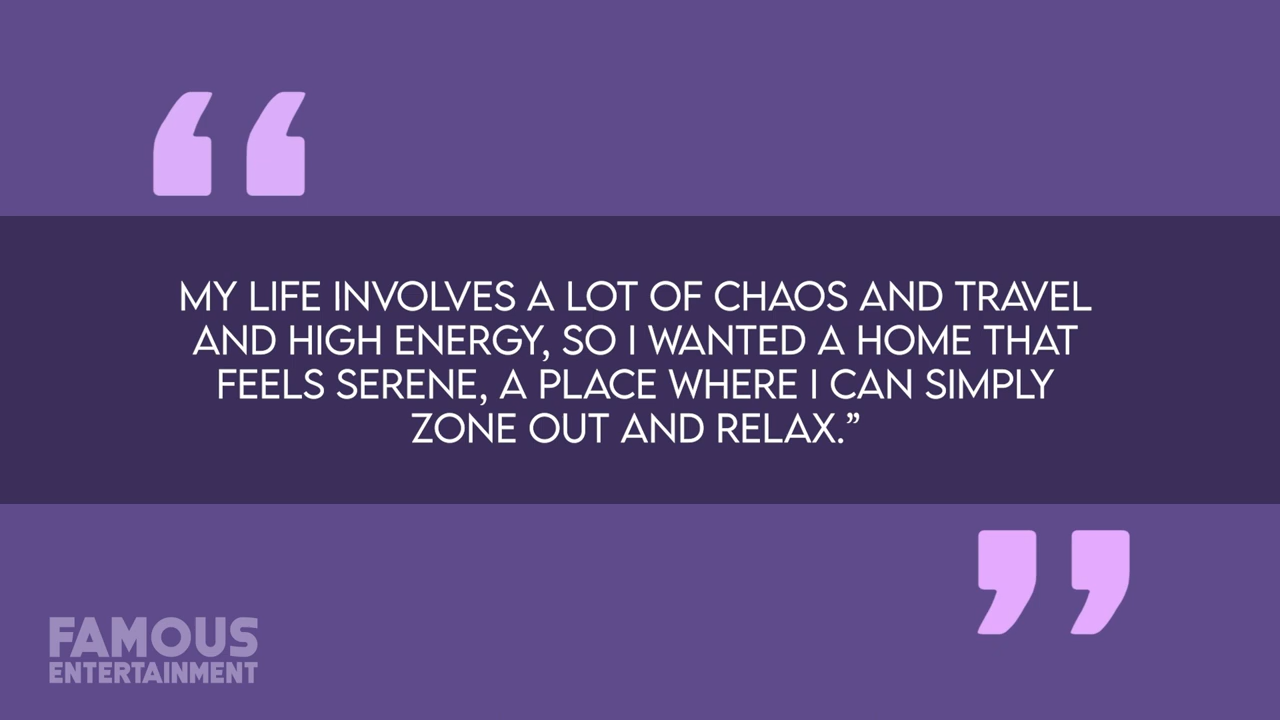 MY LIFE INVOLVES A LOT OF CHAOS AND TRAVEL
AND HIGH ENERGY, SO I WANTED A HOME THAT
FEELS SERENE, A PLACE WHERE I CAN SIMPLY
ZONE OUT AND RELAX.”
FAMOUS
ENTERTAINMENT